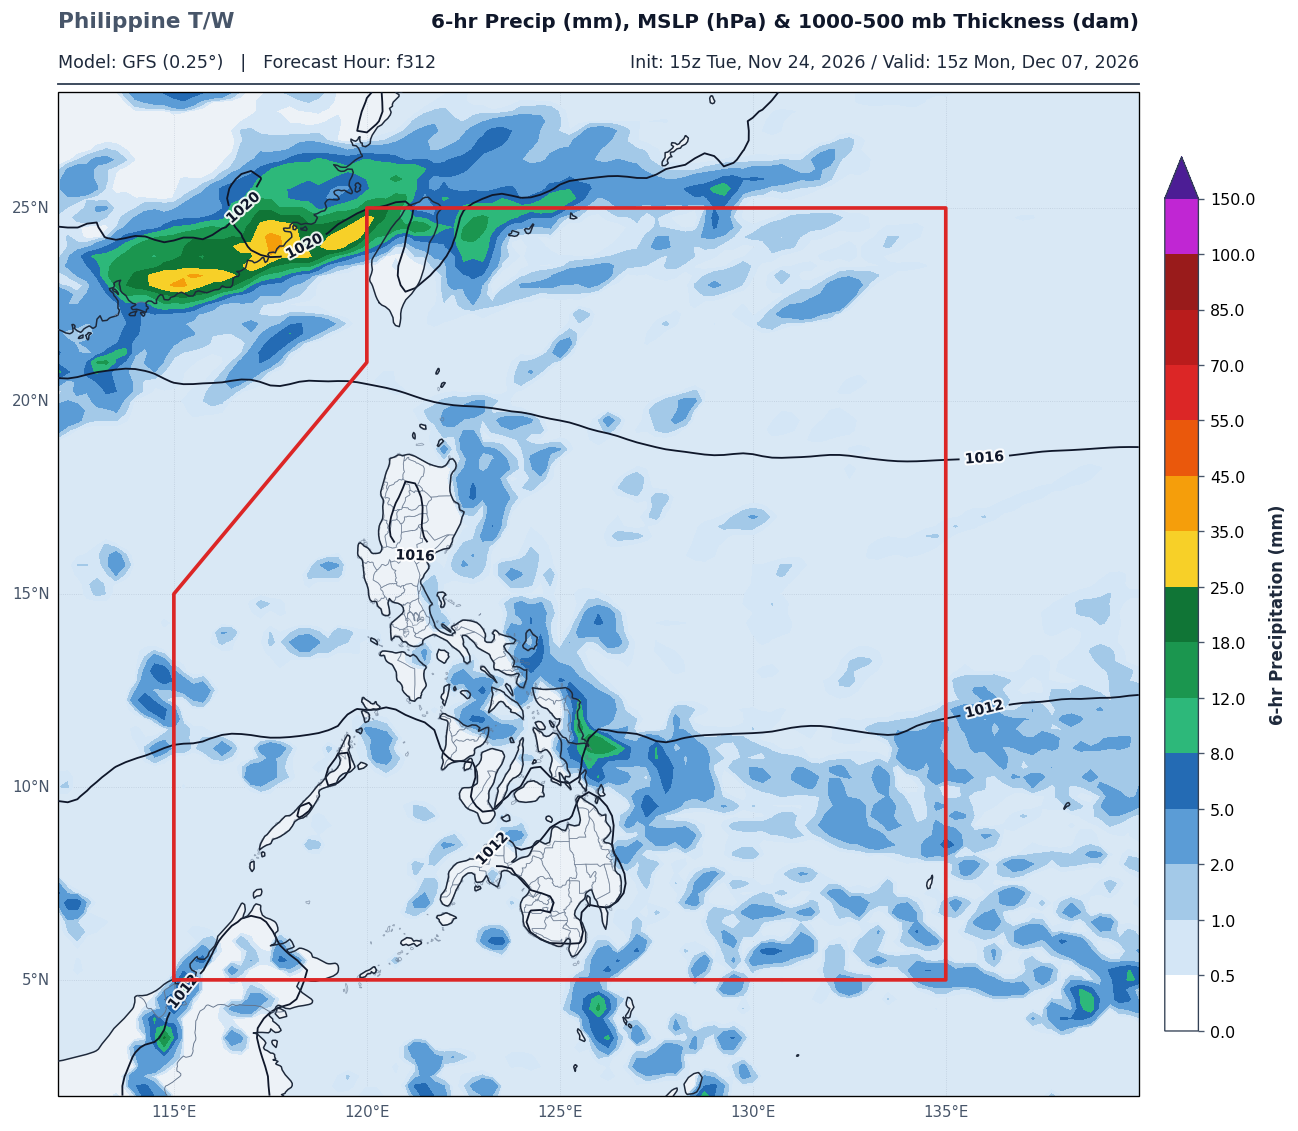 Philippine T/W
6-hr Precip (mm), MSLP (hPa) & 1000-500 mb Thickness (dam)
Model: GFS (0.25°) | Forecast Hour: f312
Init: 15z Tue, Nov 24, 2026 / Valid: 15z Mon, Dec 07, 2026
25°N
20°N
15°N
10°N
5°N
115°E
120°E
125°E
130°E
135°E
1020
1020
1016
1016
1012
1012
1012
150.0
100.0
85.0
70.0
55.0
45.0
35.0
25.0
18.0
12.0
8.0
5.0
2.0
1.0
0.5
0.0
6-hr Precipitation (mm)